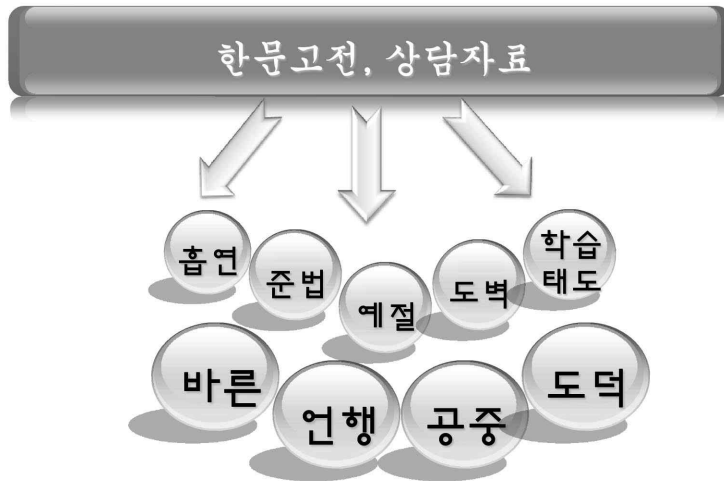 한문고전, 상담자료
흡연
준법
예절
도벽
학습
태도
바른
언행
공중
도덕